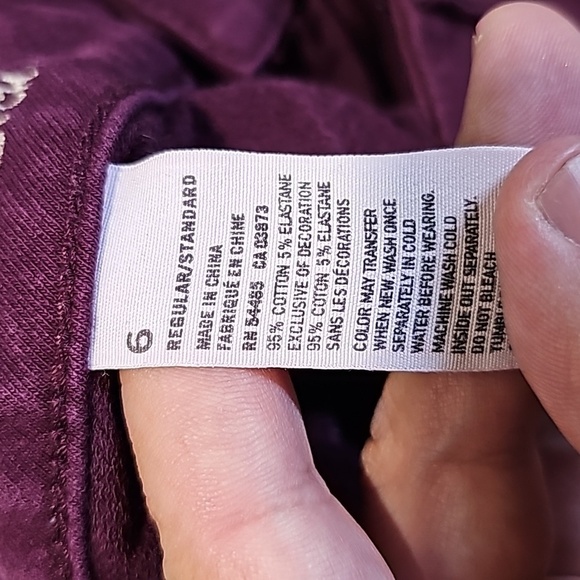 6
REGULAR/STANDARD
MADE IN CHINA
FABRIQUÉ EN CHINE
RN 54485 CA 03873
95% COTTON 5% ELASTANE
EXCLUSIVE OF DECORATION
95% COTON 5% ELASTANE
SANS LES DÉCORATIONS
COLOR MAY TRANSFER
WHEN NEW. WASH ONCE
SEPARATELY IN COLD
WATER BEFORE WEARING.
MACHINE WASH COLD
INSIDE OUT SEPARATELY.
DO NOT BLEACH